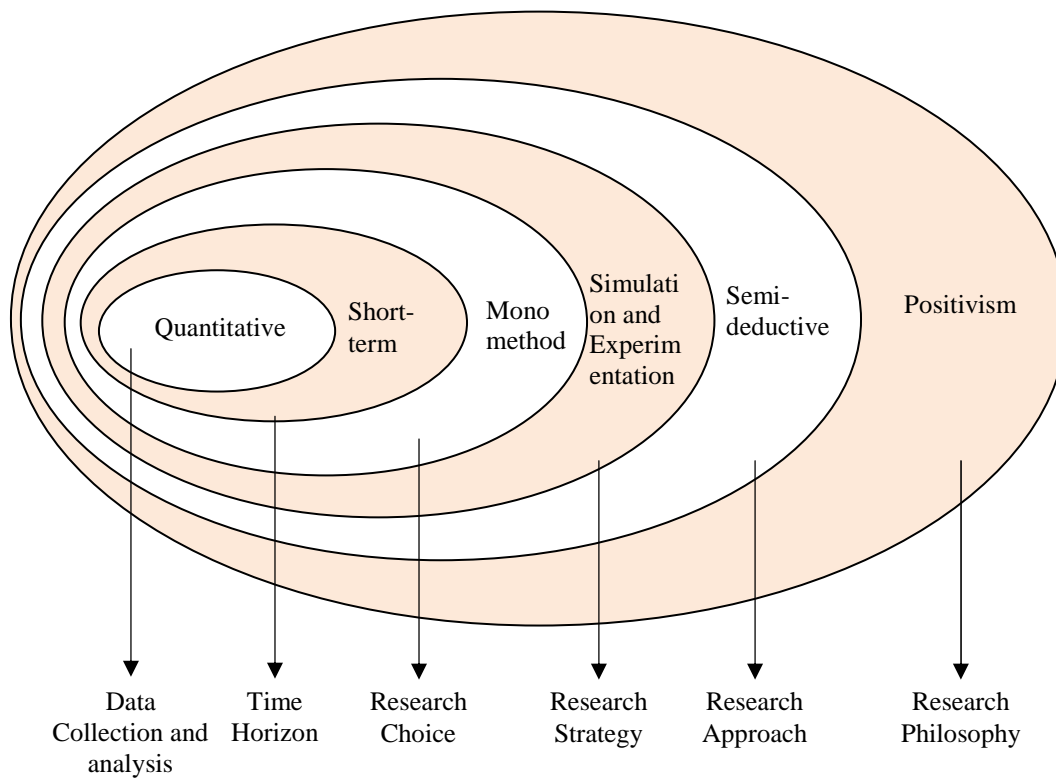 Quantitative
Short-
term
Mono
method
Simulati
on and
Experim
entation
Semi-
deductive
Positivism
Data
Collection and
analysis
Time
Horizon
Research
Choice
Research
Strategy
Research
Approach
Research
Philosophy